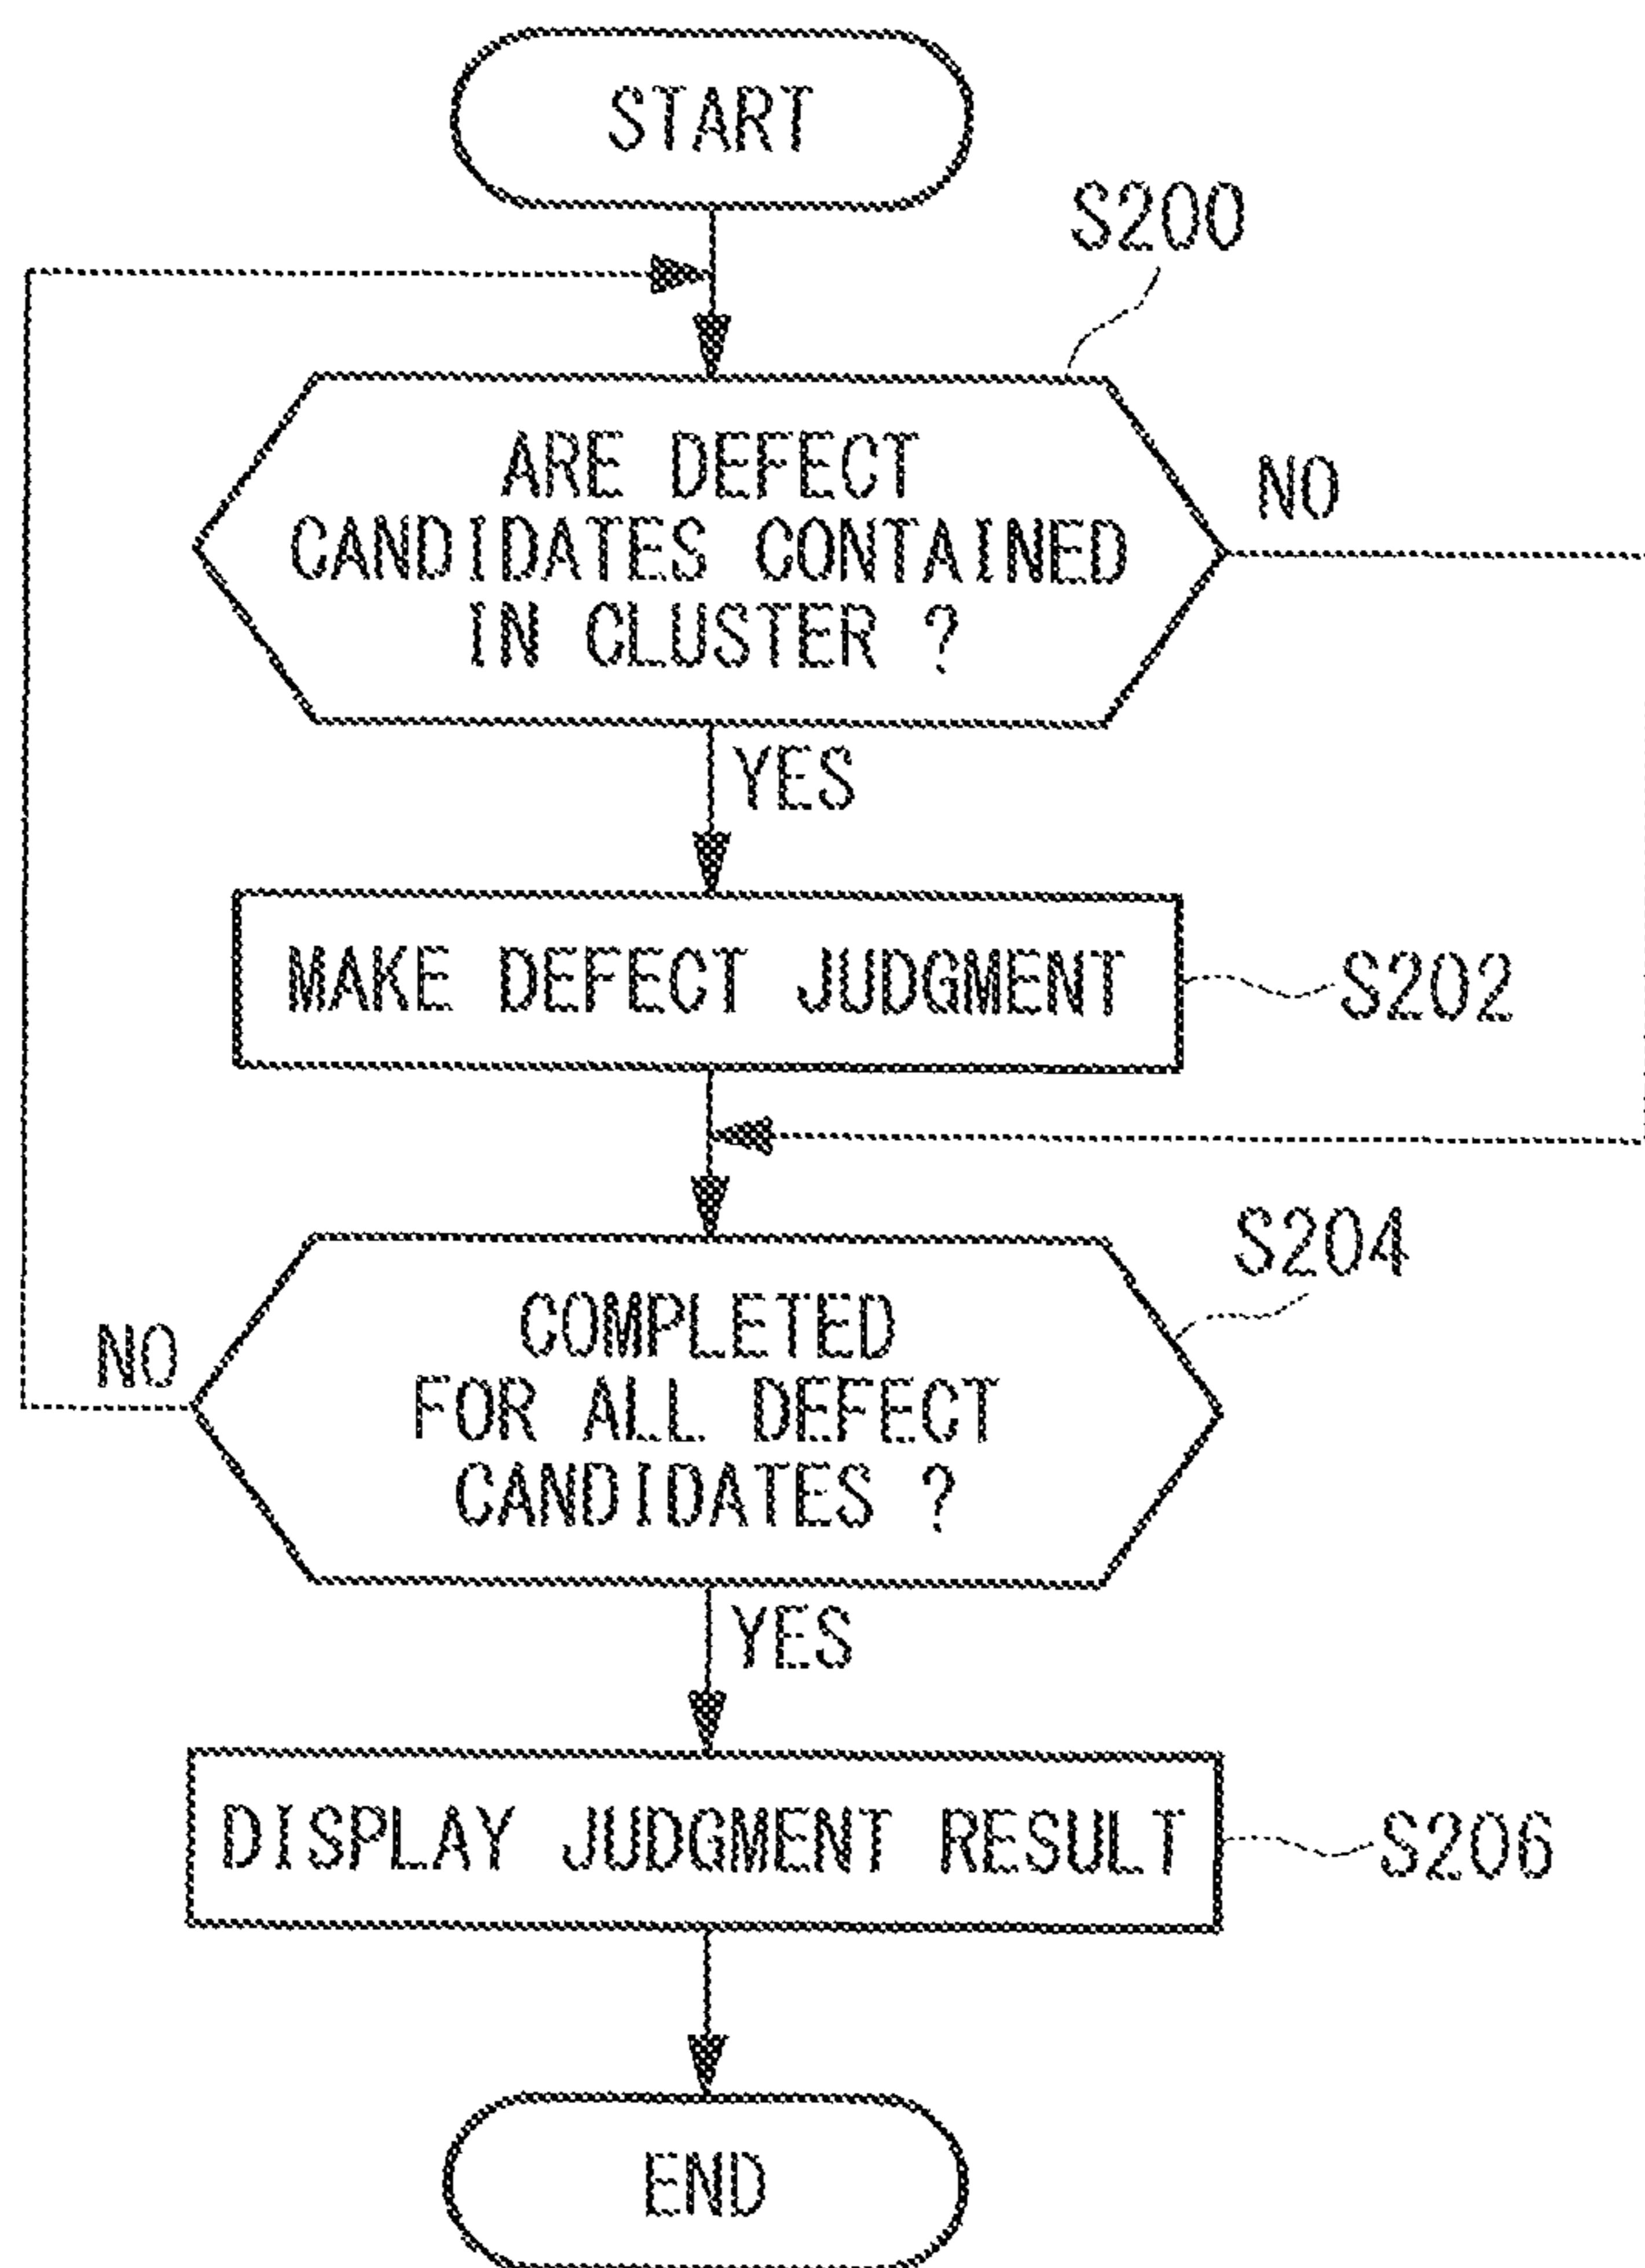 START
S200
ARE DEFECT
CANDIDATES CONTAINED
IN CLUSTER ?
NO
YES
MAKE DEFECT JUDGMENT
S202
S204
COMPLETED
FOR ALL DEFECT
CANDIDATES ?
NO
YES
DISPLAY JUDGMENT RESULT
S206
END